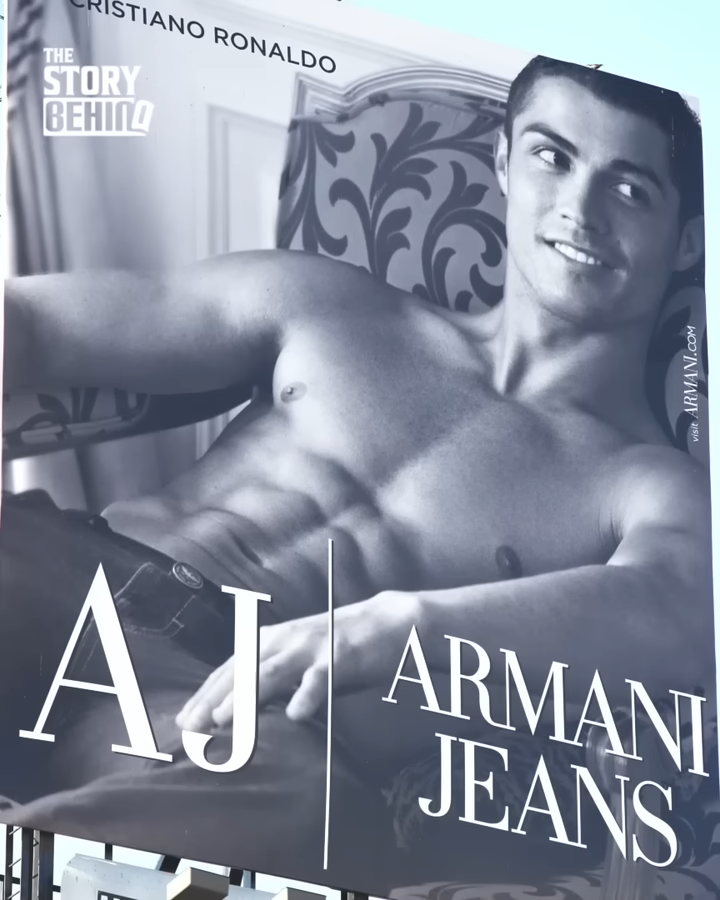 CRISTIANO RONALDO
THE
STORY
BEHIND
visit ARMANI.COM
AJ
ARMANI
JEANS